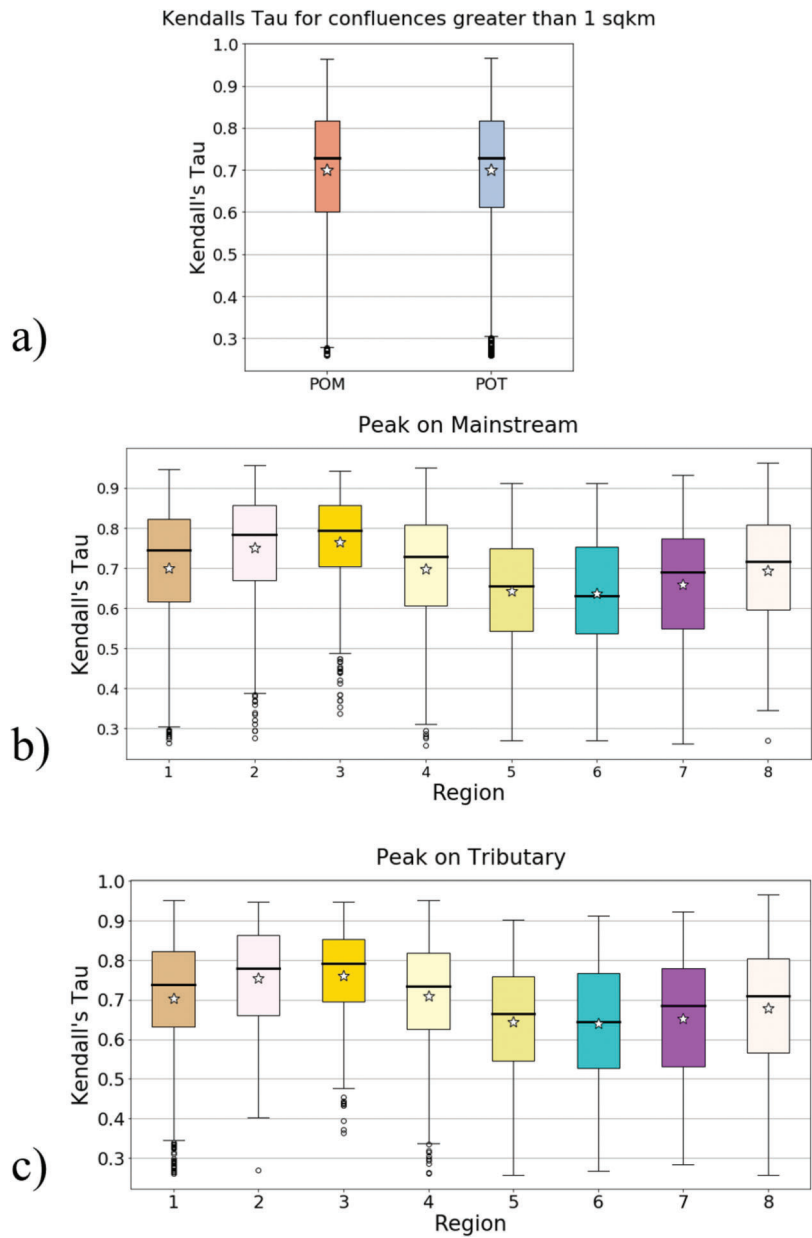 Kendalls Tau for confluences greater than 1 sqkm
1.0
0.9
0.8
0.7
0.6
0.5
0.4
0.3
Kendall's Tau
POM POT
a)
Peak on Mainstream
0.9
0.8
0.7
0.6
0.5
0.4
0.3
Kendall's Tau
1 2 3 4 5 6 7 8
Region
b)
Peak on Tributary
1.0
0.9
0.8
0.7
0.6
0.5
0.4
0.3
Kendall's Tau
1 2 3 4 5 6 7 8
Region
c)